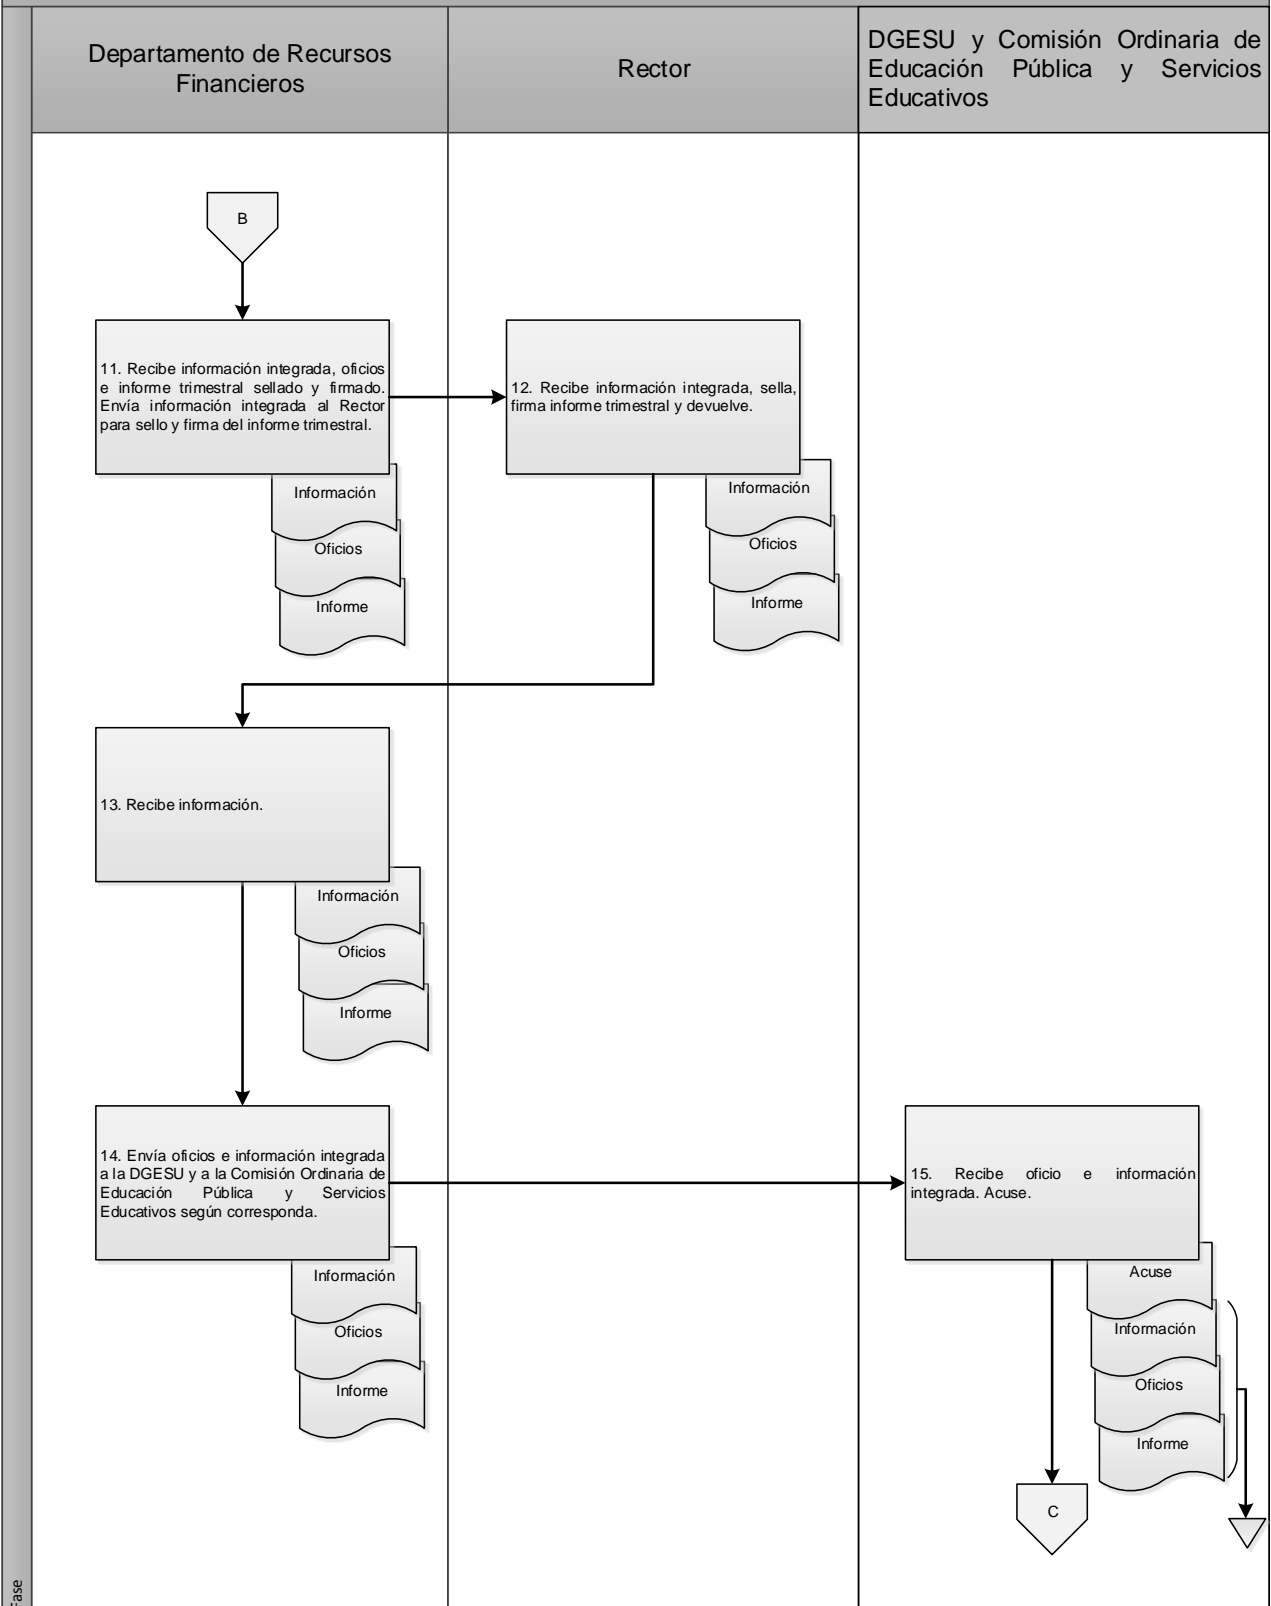 Departamento de Recursos
Financieros
Rector
DGESU y Comisión Ordinaria de
Educación Pública y Servicios
Educativos
B
11. Recibe información integrada, oficios
e informe trimestral sellado y firmado.
Envía información integrada al Rector
para sello y firma del informe trimestral.
12. Recibe información integrada, sella,
firma informe trimestral y devuelve.
Información
Oficios
Informe
Información
Oficios
Informe
13. Recibe información.
Información
Oficios
Informe
14. Envía oficios e información integrada
a la DGESU y a la Comisión Ordinaria de
Educación Pública y Servicios
Educativos según corresponda.
15. Recibe oficio e información
integrada. Acuse.
Información
Oficios
Informe
Acuse
Información
Oficios
Informe
C
Fase